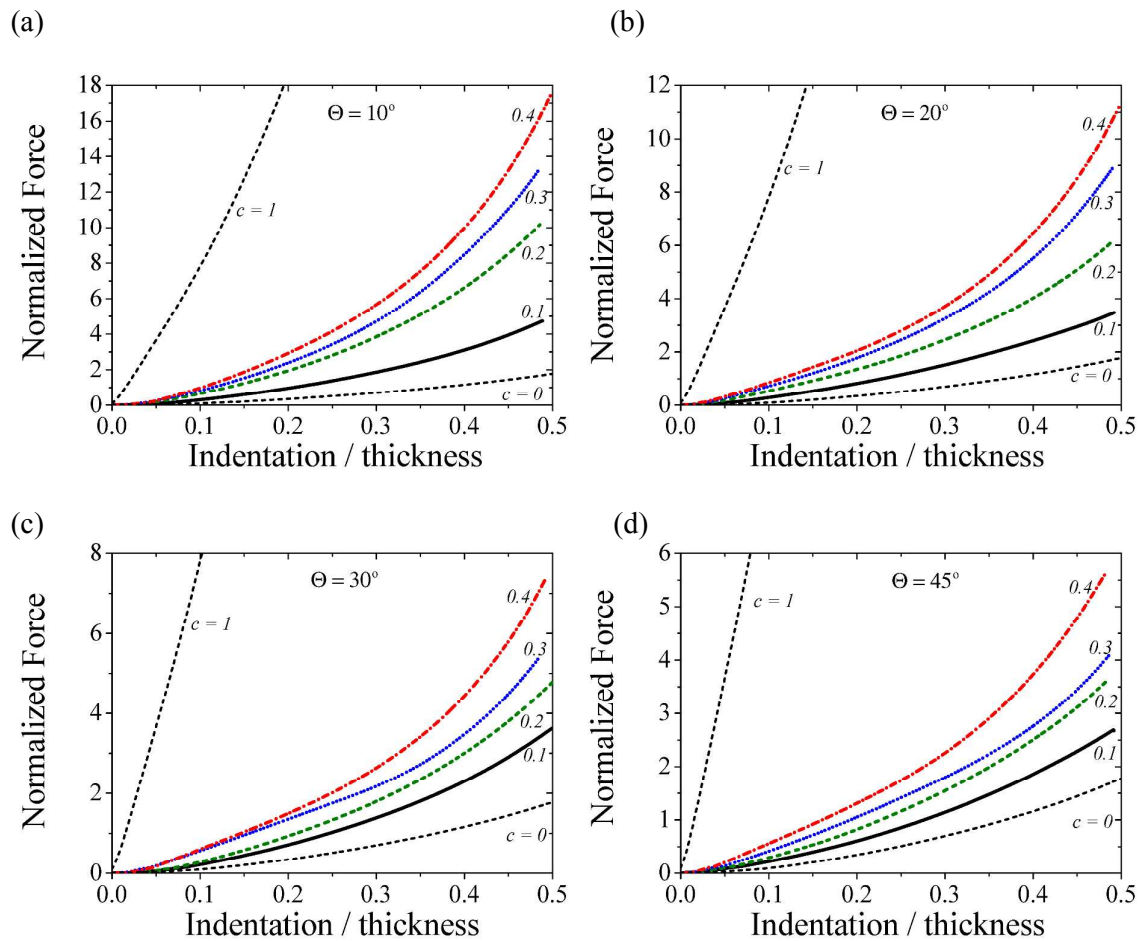 (a)
Normalized Force
18
16
14
12
10
8
6
4
2
0
Θ = 10°
c = 1
0.4
0.3
0.2
0.1
c = 0
0.0 0.1 0.2 0.3 0.4 0.5
Indentation / thickness
(b)
Normalized Force
12
10
8
6
4
2
0
Θ = 20°
c = 1
0.4
0.3
0.2
0.1
c = 0
0.0 0.1 0.2 0.3 0.4 0.5
Indentation / thickness
(c)
Normalized Force
8
6
4
2
0
Θ = 30°
c = 1
0.4
0.3
0.2
0.1
c = 0
0.0 0.1 0.2 0.3 0.4 0.5
Indentation / thickness
(d)
Normalized Force
6
5
4
3
2
1
0
Θ = 45°
c = 1
0.4
0.3
0.2
0.1
c = 0
0.0 0.1 0.2 0.3 0.4 0.5
Indentation / thickness